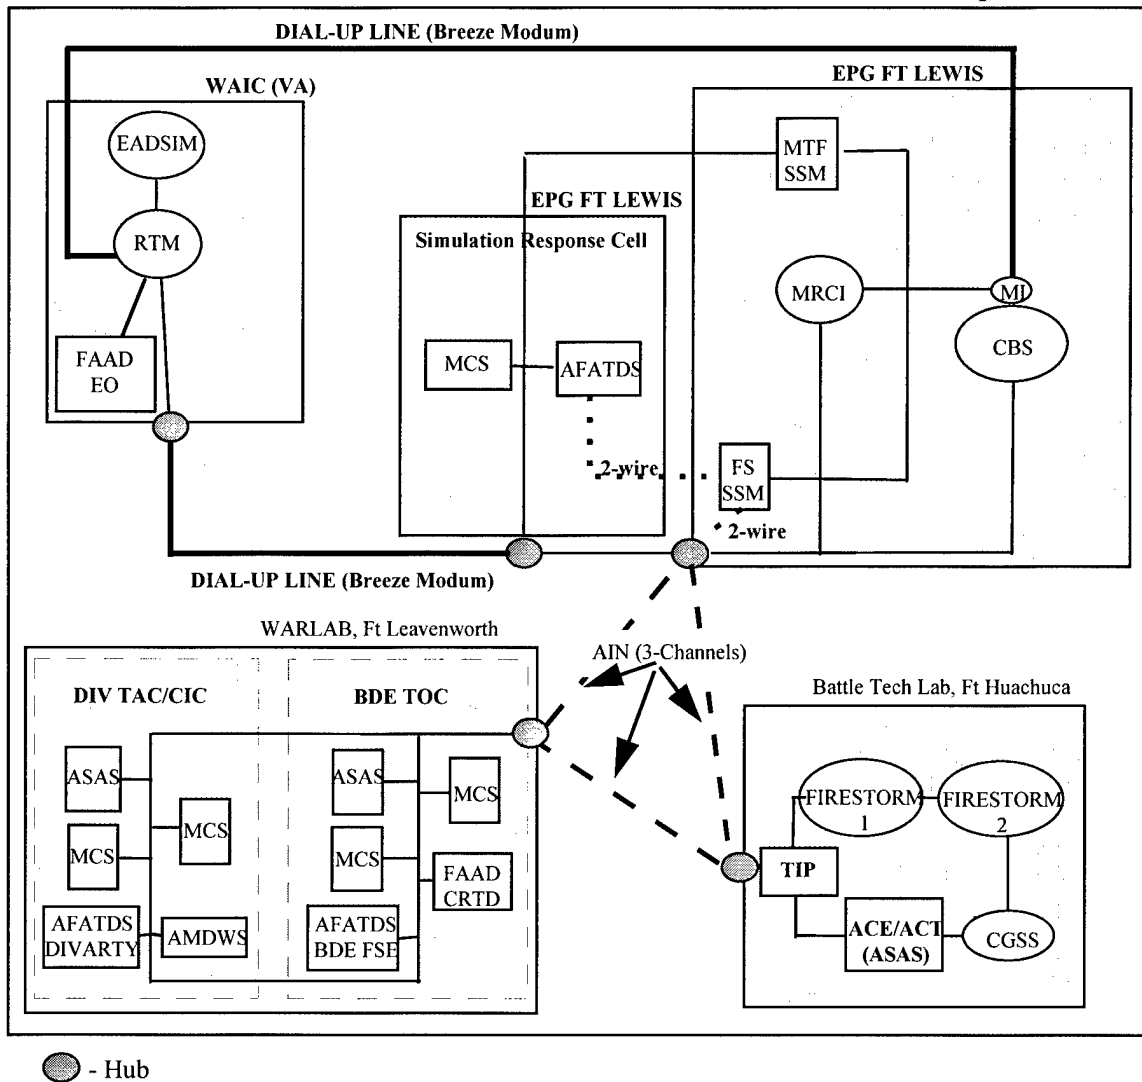 DIAL-UP LINE (Breeze Modum)
WAIC (VA)
EPG FT LEWIS
EADSIM
MTF
SSM
EPG FT LEWIS
Simulation Response Cell
RTM
MRCI
MI
CBS
FAAD
EO
MCS
AFATDS
2-wire
FS
SSM
2-wire
DIAL-UP LINE (Breeze Modum)
WARLAB, Ft Leavenworth
AIN (3-Channels)
Battle Tech Lab, Ft Huachuca
DIV TAC/CIC
BDE TOC
ASAS
MCS
MCS
AFATDS
DIVARTY
AMDWS
ASAS
MCS
MCS
FAAD
CRTD
AFATDS
BDE FSE
FIRESTORM
1
FIRESTORM
2
TIP
ACE/ACT
(ASAS)
CGSS
- Hub